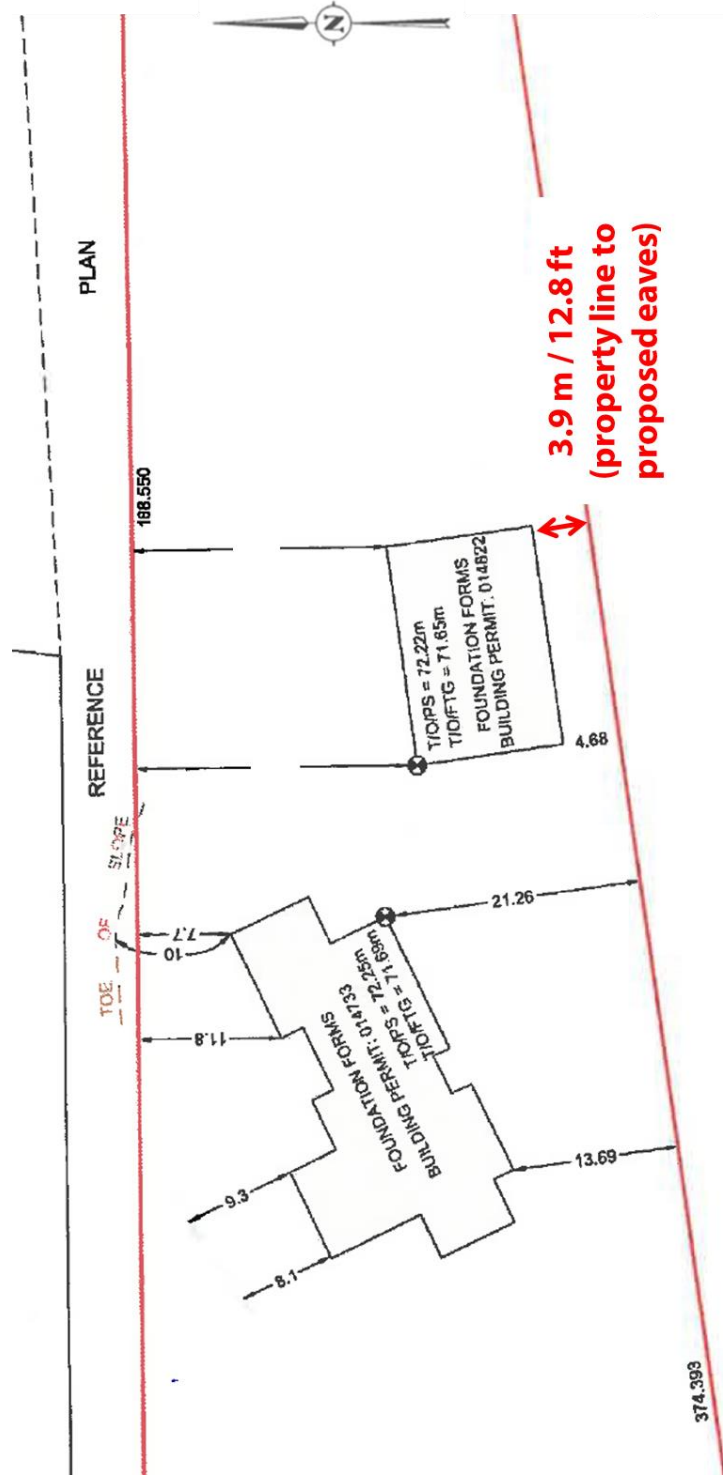 N
PLAN
188.550
REFERENCE
TOE OF SLOPE
7.7
10
11.8
9.3
8.1
FOUNDATION FORMS
BUILDING PERMIT: 014733
T/O/PS = 72.25m
T/O/FTG = 71.69m
T/O/PS = 72.22m
T/O/FTG = 71.65m
FOUNDATION FORMS
BUILDING PERMIT: 014822
4.68
21.26
13.69
374.393
3.9 m / 12.8 ft
(property line to
proposed eaves)